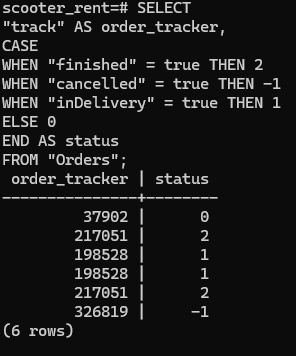 scooter_rent=# SELECT
"track" AS order_tracker,
CASE
WHEN "finished" = true THEN 2
WHEN "cancelled" = true THEN -1
WHEN "inDelivery" = true THEN 1
ELSE 0
END AS status
FROM "Orders";
 order_tracker | status
---------------+--------
         37902 |      0
        217051 |      2
        198528 |      1
        198528 |      1
        217051 |      2
        326819 |     -1
(6 rows)